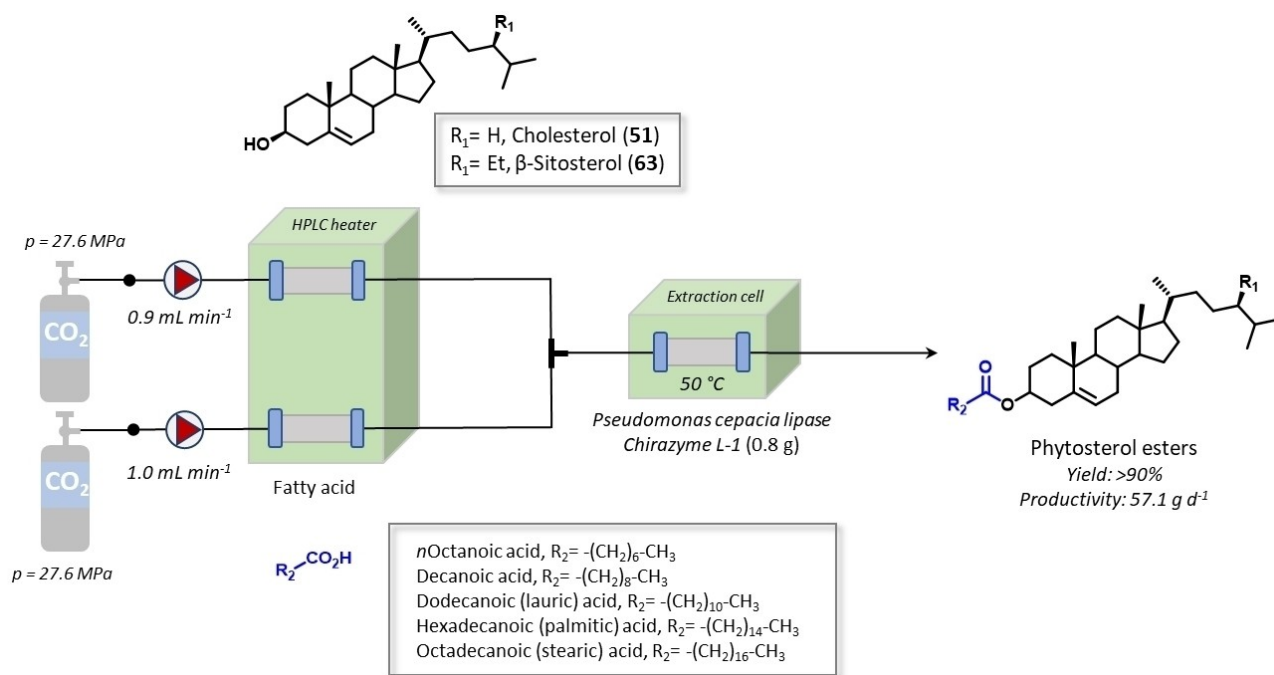 R1
HO
R1= H, Cholesterol (51)
R1= Et, β-Sitosterol (63)
p = 27.6 MPa
CO2
0.9 mL min-1
HPLC heater
Extraction cell
50 °C
Pseudomonas cepacia lipase
Chirazyme L-1 (0.8 g)
R1
O
R2
O
Phytosterol esters
Yield: >90%
Productivity: 57.1 g d-1
CO2
1.0 mL min-1
p = 27.6 MPa
Fatty acid
R2 CO2H
nOctanoic acid, R2= -(CH2)6-CH3
Decanoic acid, R2= -(CH2)8-CH3
Dodecanoic (lauric) acid, R2= -(CH2)10-CH3
Hexadecanoic (palmitic) acid, R2= -(CH2)14-CH3
Octadecanoic (stearic) acid, R2= -(CH2)16-CH3